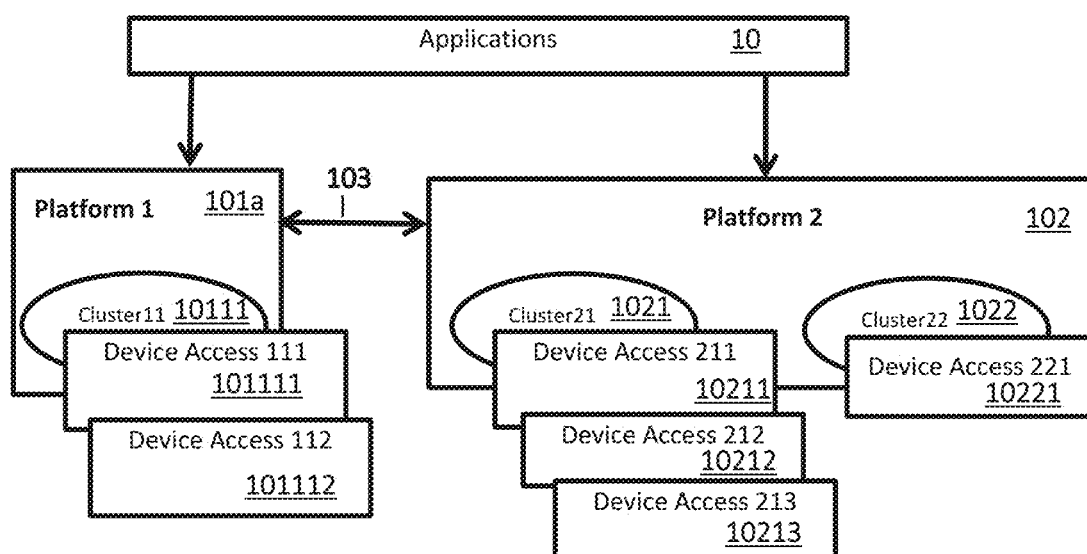 Applications 10
103
Platform 1 101a
Platform 2 102
Cluster11 10111
Cluster21 1021
Cluster22 1022
Device Access 111
101111
Device Access 112
101112
Device Access 211
10211
Device Access 212
10212
Device Access 213
10213
Device Access 221
10221